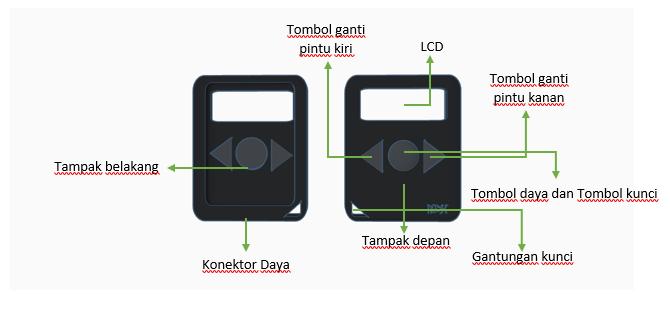 Tombol ganti
pintu kiri
LCD
Tombol ganti
pintu kanan
Tampak belakang
Tombol daya dan Tombol kunci
Tampak depan
Gantungan kunci
Konektor Daya